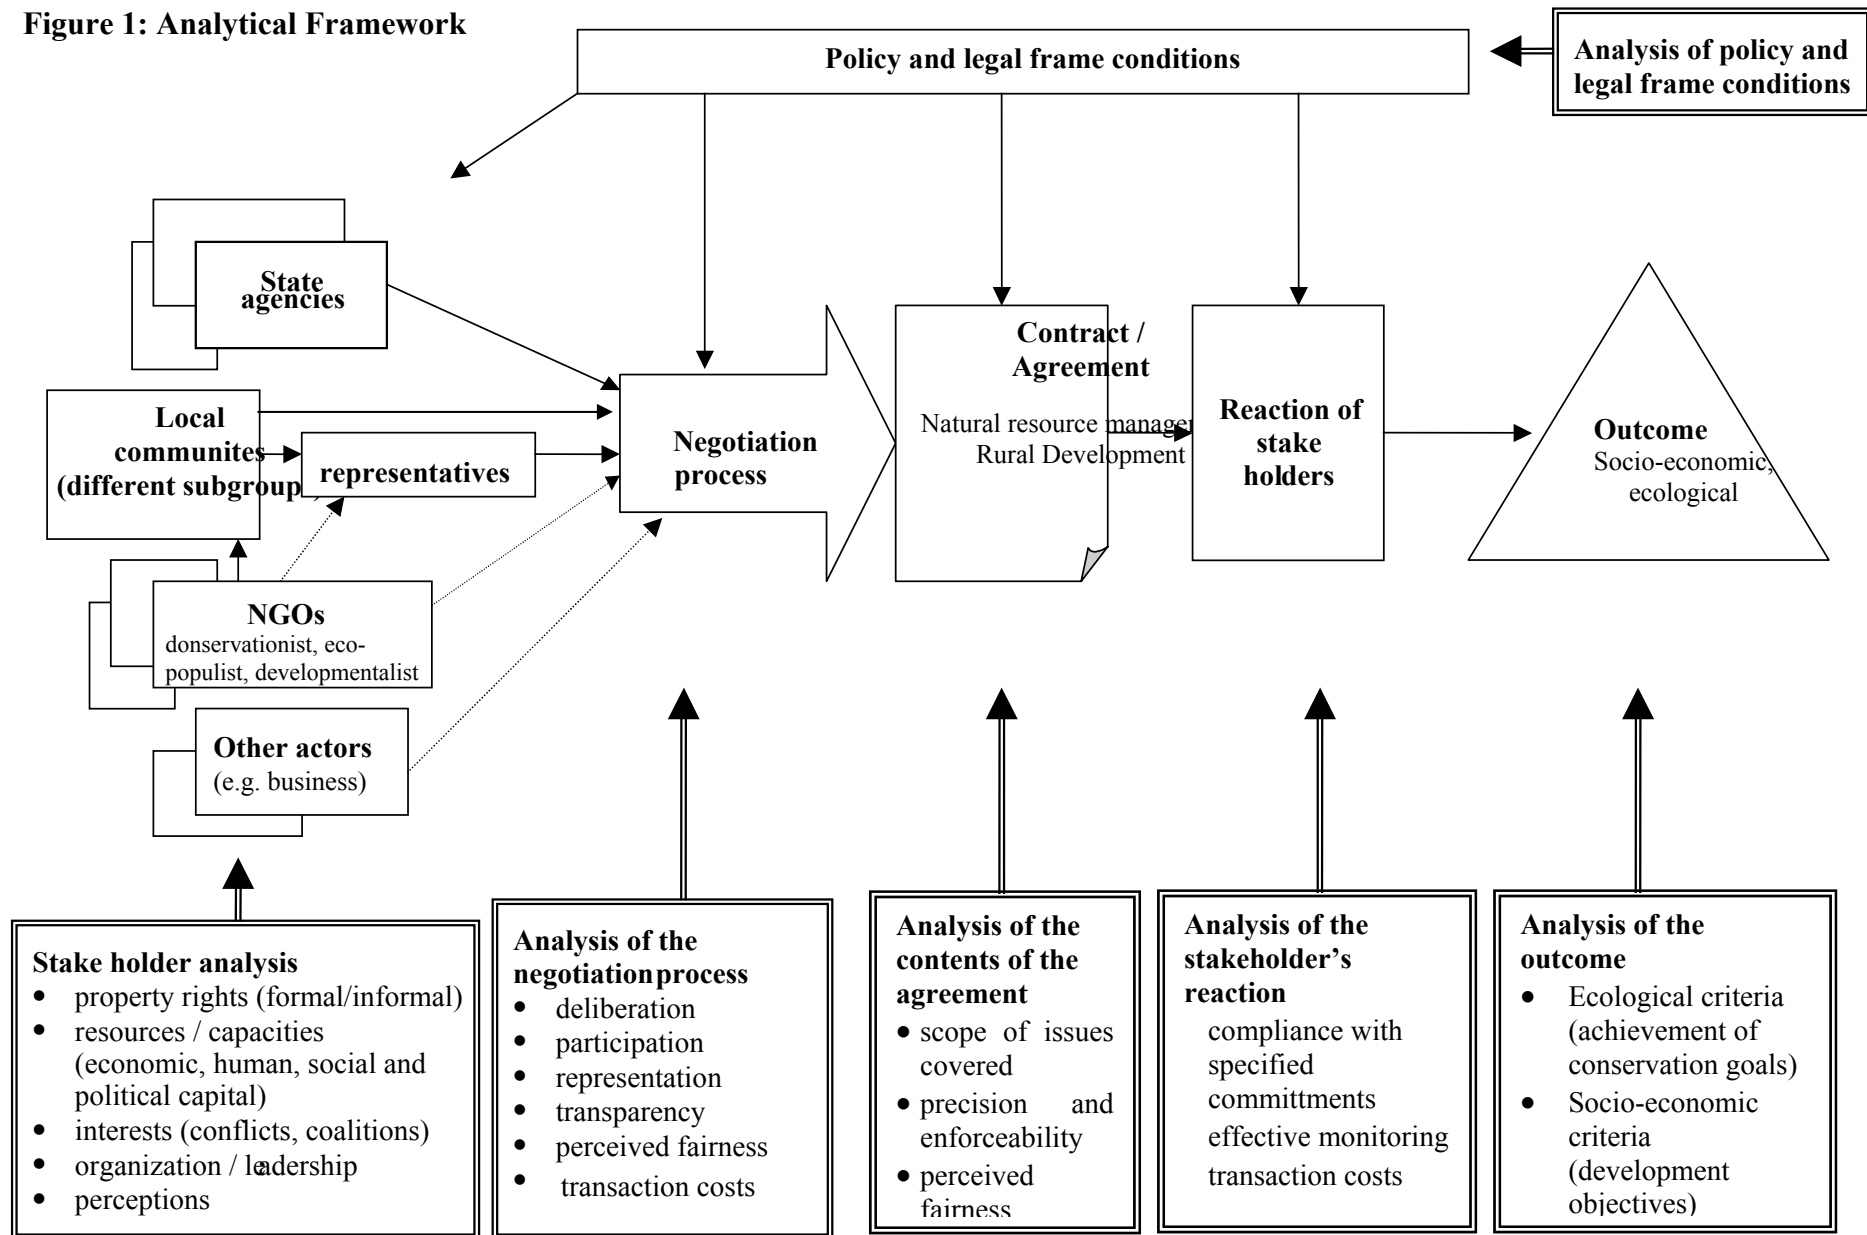 Figure 1: Analytical Framework
Policy and legal frame conditions
Analysis of policy and
legal frame conditions
State
agencies
Local
communites
(different subgroup
representatives
NGOs
donservationist, eco-
populist, developmentalist
Other actors
(e.g. business)
Negotiation
process
Contract /
Agreement
Natural resource manage
Rural Development
Reaction of
stake
holders
Outcome
Socio-economic,
ecological
Stake holder analysis
• property rights (formal/informal)
• resources / capacities
(economic, human, social and
political capital)
• interests (conflicts, coalitions)
• organization / leadership
• perceptions
Analysis of the
negotiation process
• deliberation
• participation
• representation
• transparency
• perceived fairness
• transaction costs
Analysis of the
contents of the
agreement
• scope of issues
covered
• precision and
enforceability
• perceived
fairness
Analysis of the
stakeholder’s
reaction
compliance with
specified
committments
effective monitoring
transaction costs
Analysis of the
outcome
• Ecological criteria
(achievement of
conservation goals)
• Socio-economic
criteria
(development
objectives)